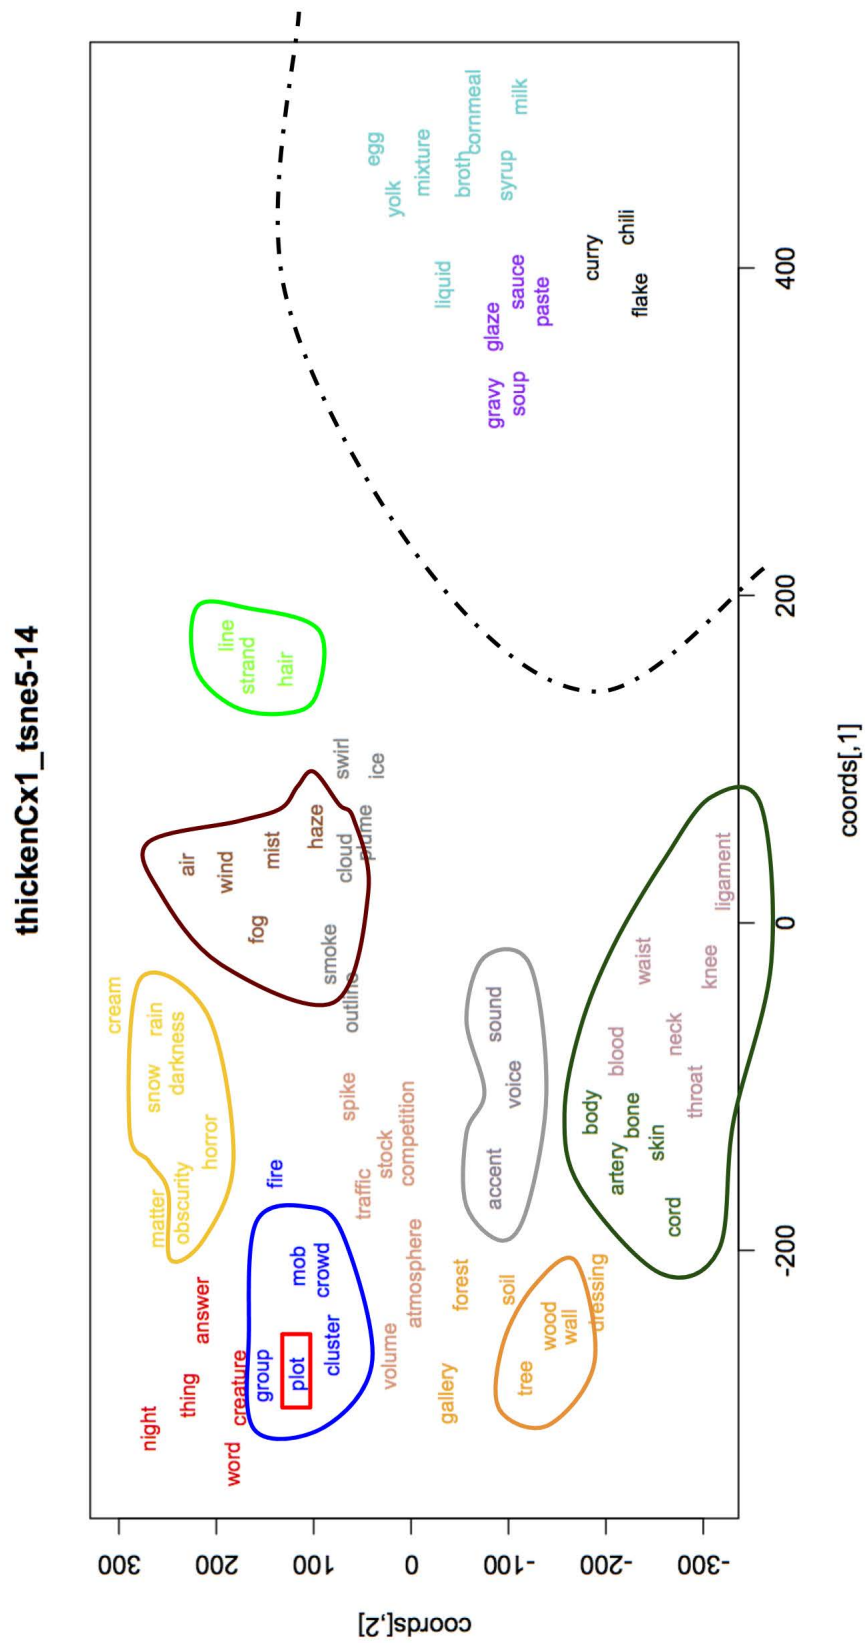 thickenCx1_tsne5-14
egg
cornmeal
milk
yolk
mixture
broth
syrup
curry
chili
liquid
sauce
paste
flake
glaze
gravy
soup
line
strand
hair
swirl
ice
air
wind
mist
haze
cloud
plume
fog
smoke
outline
cream
rain
snow
darkness
horror
matter
obscurity
spike
stock
competition
traffic
atmosphere
volume
sound
voice
accent
ligament
waist
knee
blood
neck
throat
body
bone
artery
skin
cord
fire
mob
crowd
group
plot
cluster
answer
thing
creature
night
word
forest
gallery
soil
dressing
wood
wall
tree
400
200
0
-200
coords[,1]
300
200
100
0
-100
-200
-300
coords[,2]